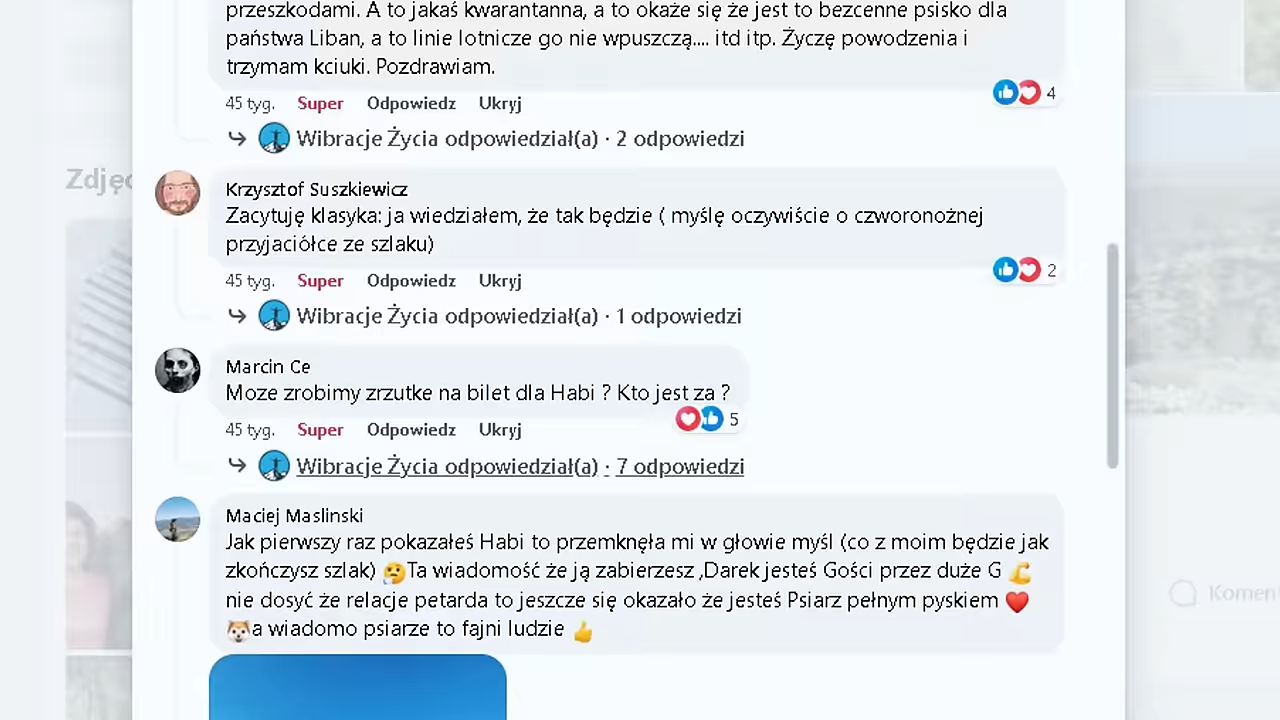 przeszkodami. A to jakaś kwarantanna, a to okaże się że jest to bezcenne psisko dla
państwa Liban, a to linie lotnicze go nie wpuszczą.... itd itp. Życzę powodzenia i
trzymam kciuki. Pozdrawiam.
4
45 tyg. Super Odpowiedz Ukryj
Wibracje Życia odpowiedział(a) · 2 odpowiedzi
Zdjęc
Krzysztof Suszkiewicz
Zacytuję klasyka: ja wiedziałem, że tak będzie ( myślę oczywiście o czworonożnej
przyjaciółce ze szlaku)
2
45 tyg. Super Odpowiedz Ukryj
Wibracje Życia odpowiedział(a) · 1 odpowiedzi
Marcin Ce
Moze zrobimy zrzutke na bilet dla Habi ? Kto jest za ?
5
45 tyg. Super Odpowiedz Ukryj
Wibracje Życia odpowiedział(a) · 7 odpowiedzi
Maciej Maslinski
Jak pierwszy raz pokazałeś Habi to przemknęła mi w głowie myśl (co z moim będzie jak
zkończysz szlak) 🤔Ta wiadomość że ją zabierzesz ,Darek jesteś Gości przez duże G 💪
nie dosyć że relacje petarda to jeszcze się okazało że jesteś Psiarz pełnym pyskiem ❤️
🐶a wiadomo psiarze to fajni ludzie 👍
Komen